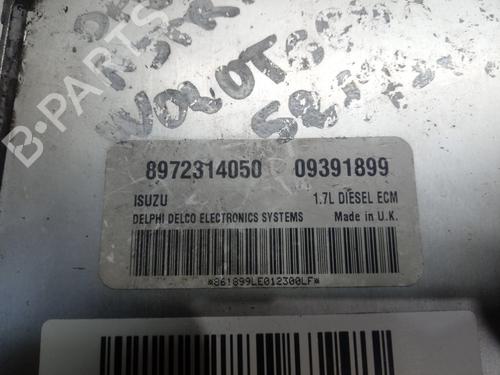 8972314050 09391899
ISUZU 1.7L DIESEL ECM
DELPHI DELCO ELECTRONICS SYSTEMS Made in U.K.
*861899LE012300LF*
B-PARTS